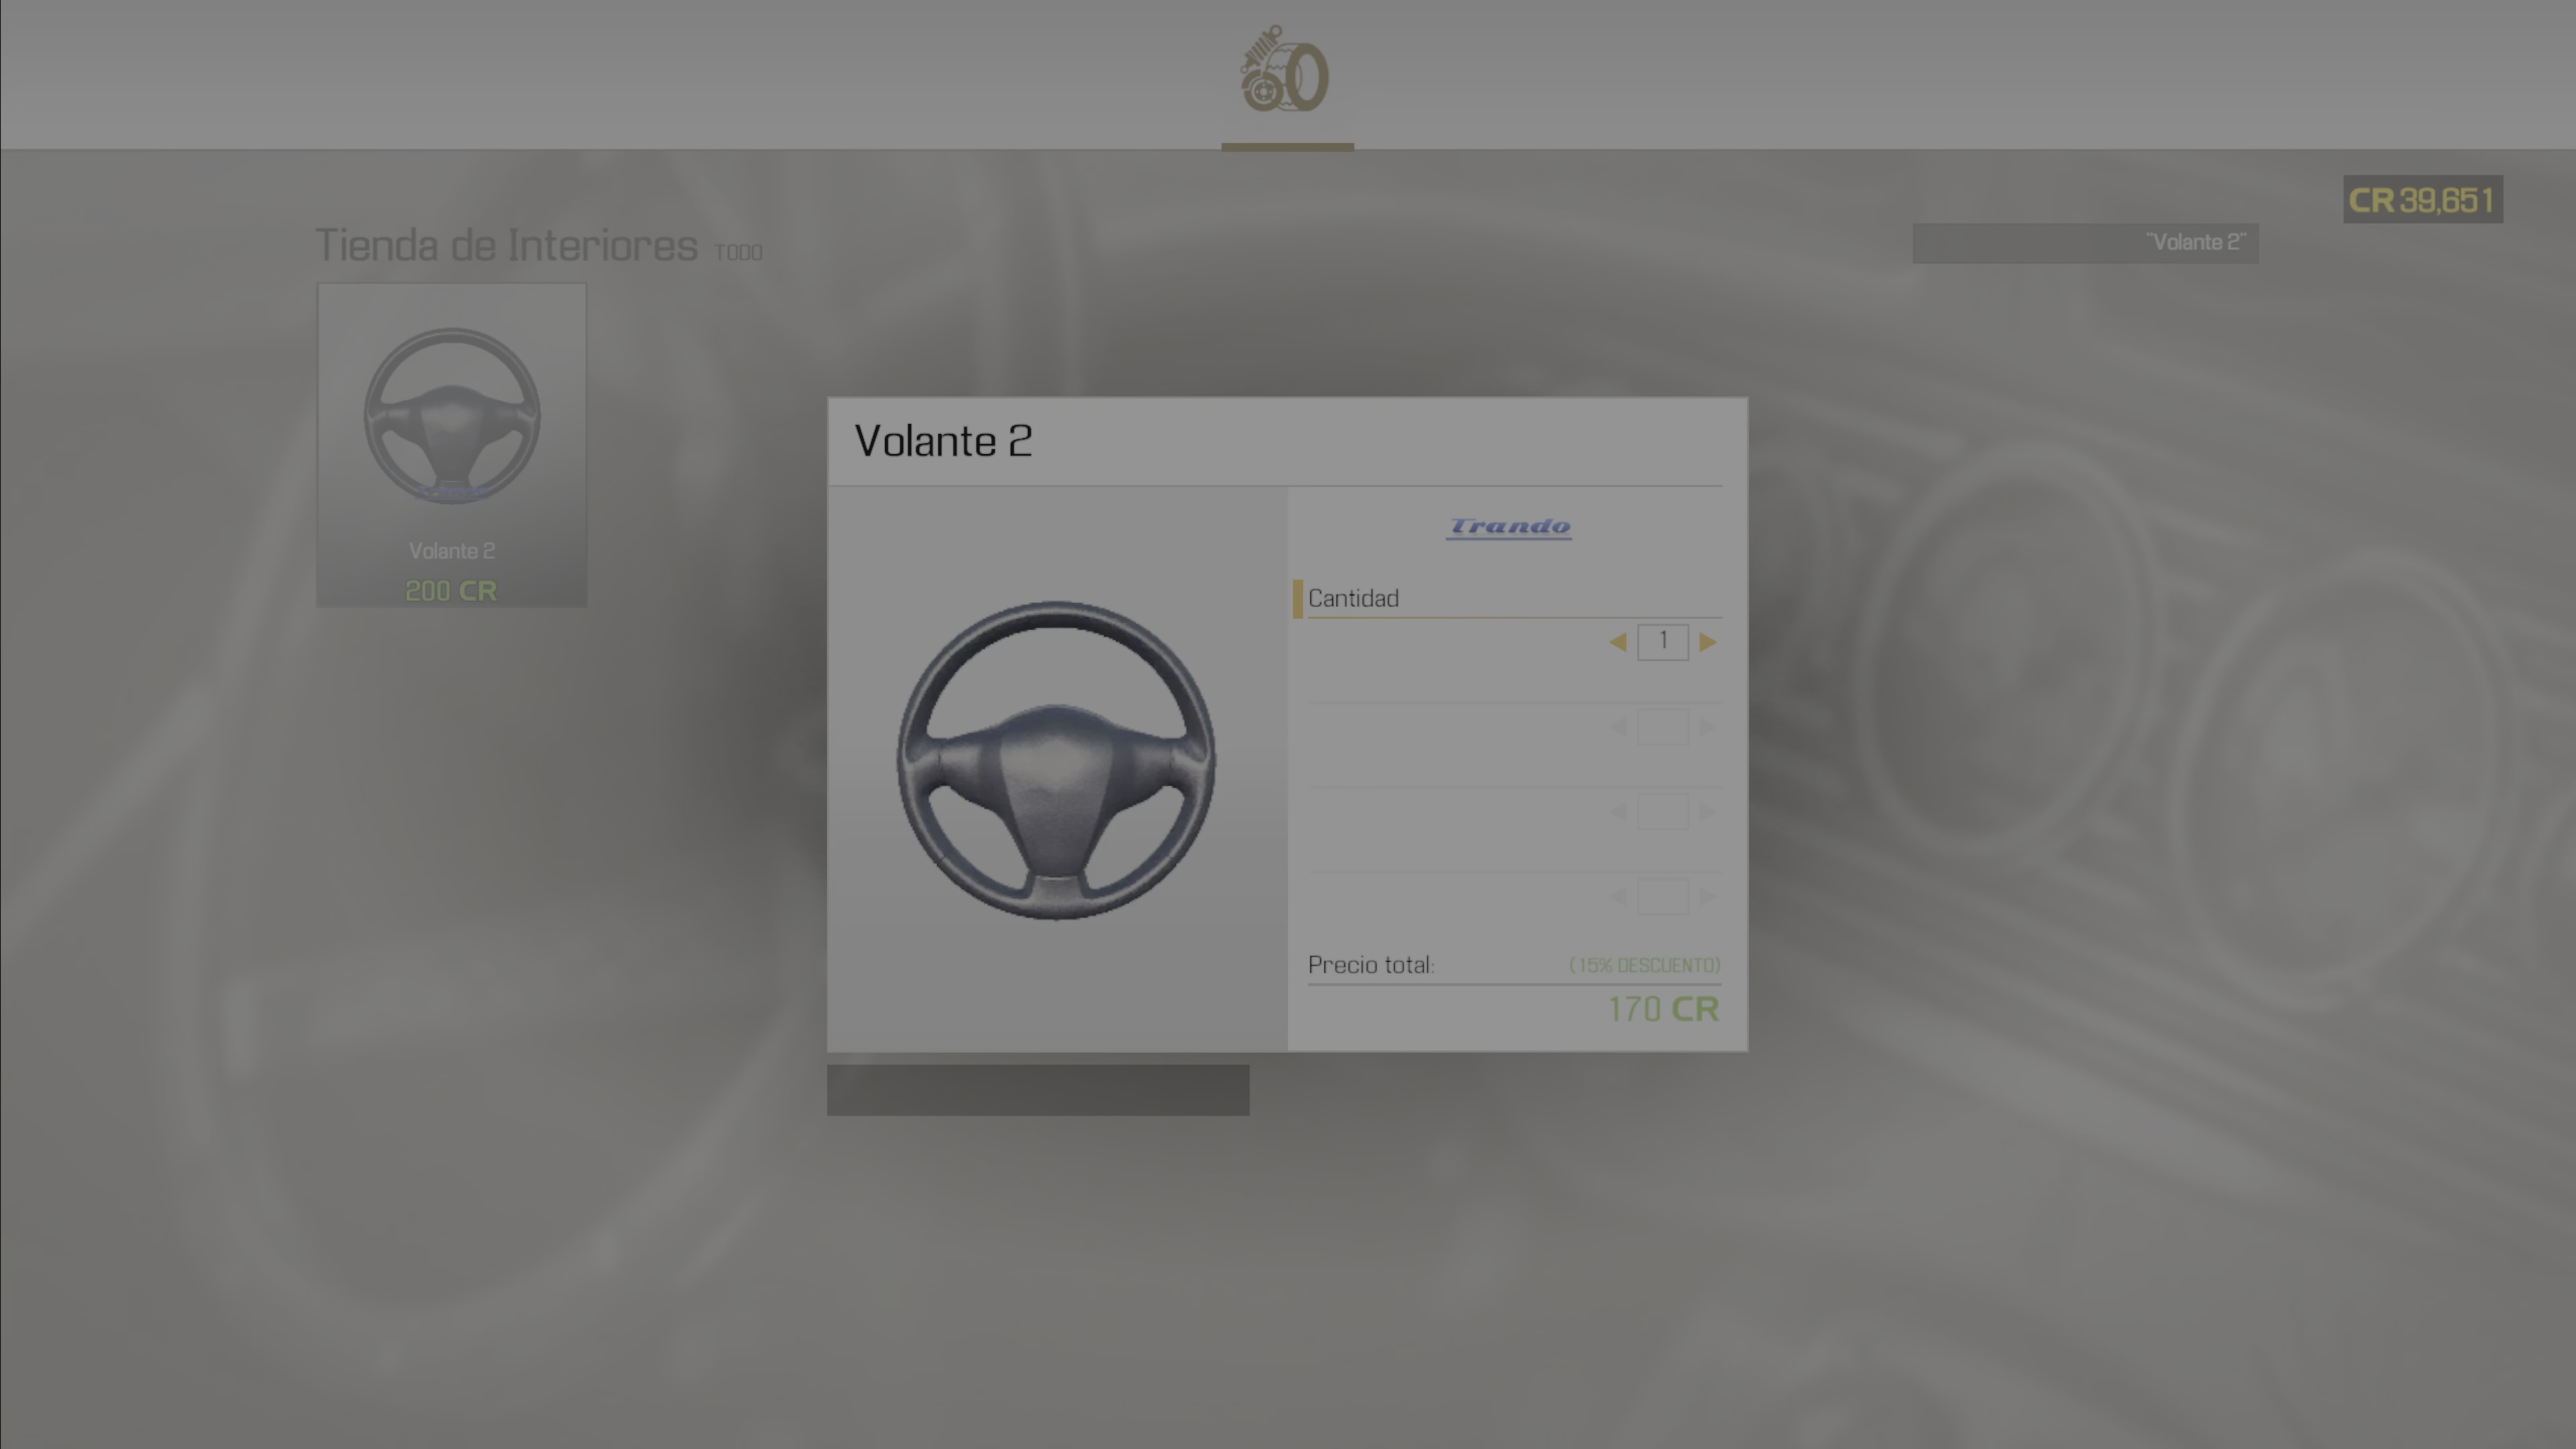 CR 39,651
Tienda de Interiores TODO
"Volante 2"
Volante 2
200 CR
Volante 2
Trando
Cantidad
1
Precio total: (15% DESCUENTO)
170 CR